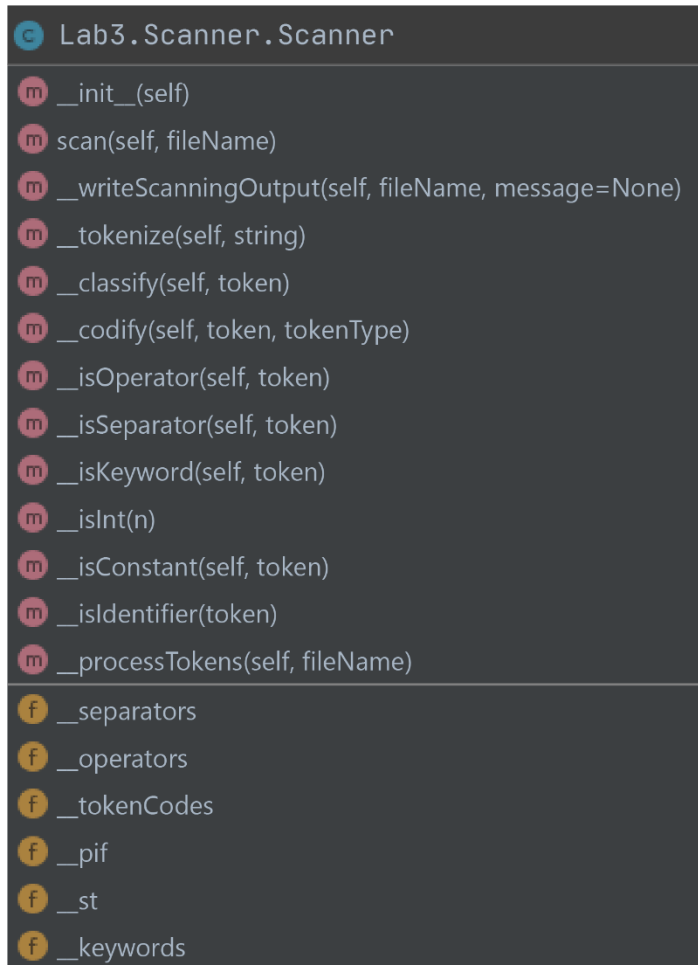 C Lab3.Scanner.Scanner
m __init__(self)
m scan(self, fileName)
m __writeScanningOutput(self, fileName, message=None)
m __tokenize(self, string)
m __classify(self, token)
m __codify(self, token, tokenType)
m __isOperator(self, token)
m __isSeparator(self, token)
m __isKeyword(self, token)
m __isInt(n)
m __isConstant(self, token)
m __isIdentifier(token)
m __processTokens(self, fileName)
f __separators
f __operators
f __tokenCodes
f __pif
f __st
f __keywords